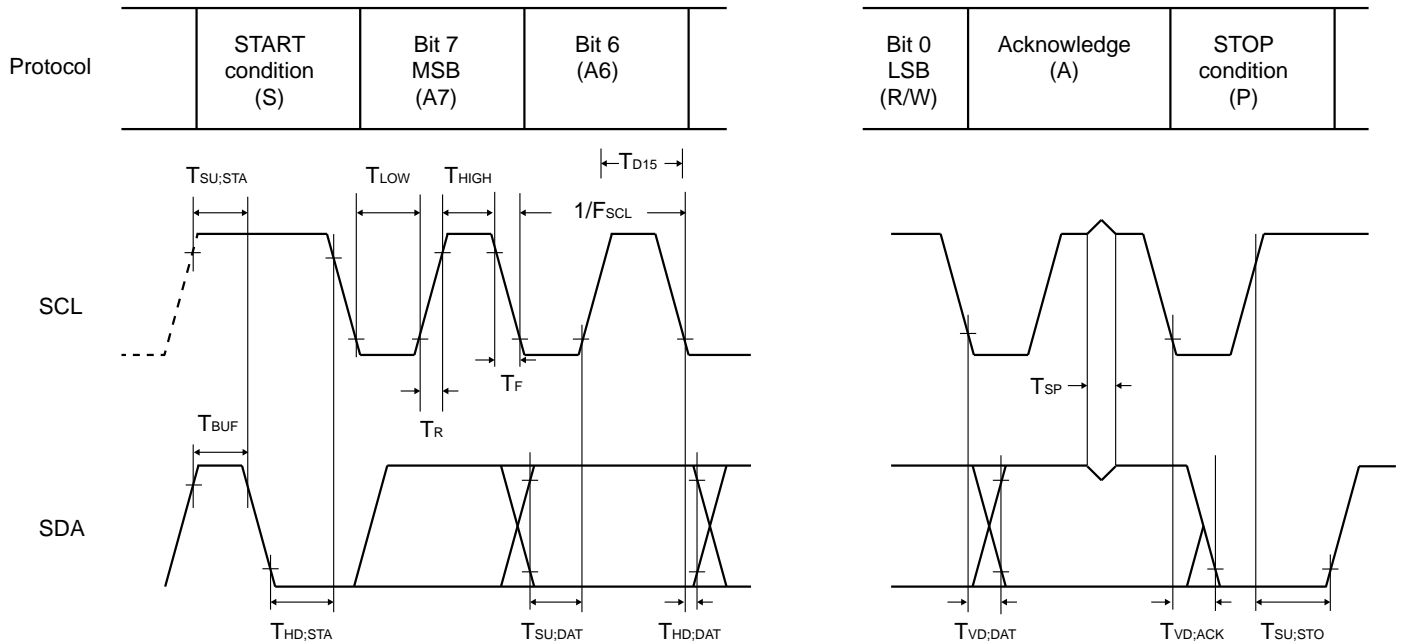 Protocol
START
condition
(S)
Bit 7
MSB
(A7)
Bit 6
(A6)
Bit 0
LSB
(R/W)
Acknowledge
(A)
STOP
condition
(P)
TSU;STA
TLOW
THIGH
TD15
1/FSCL
SCL
TF
TR
TSP
TBUF
SDA
THD;STA
TSU;DAT
THD;DAT
TVD;DAT
TVD;ACK
TSU;STO